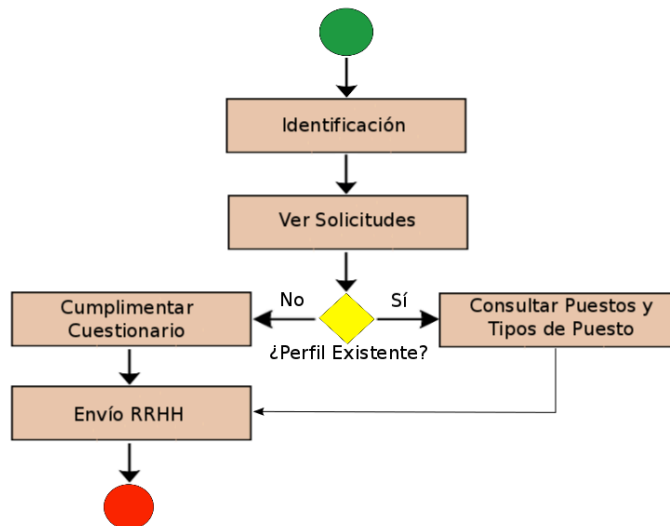 Identificación
Ver Solicitudes
No
Sí
Cumplimentar
Cuestionario
Consultar Puestos y
Tipos de Puesto
¿Perfil Existente?
Envío RRHH